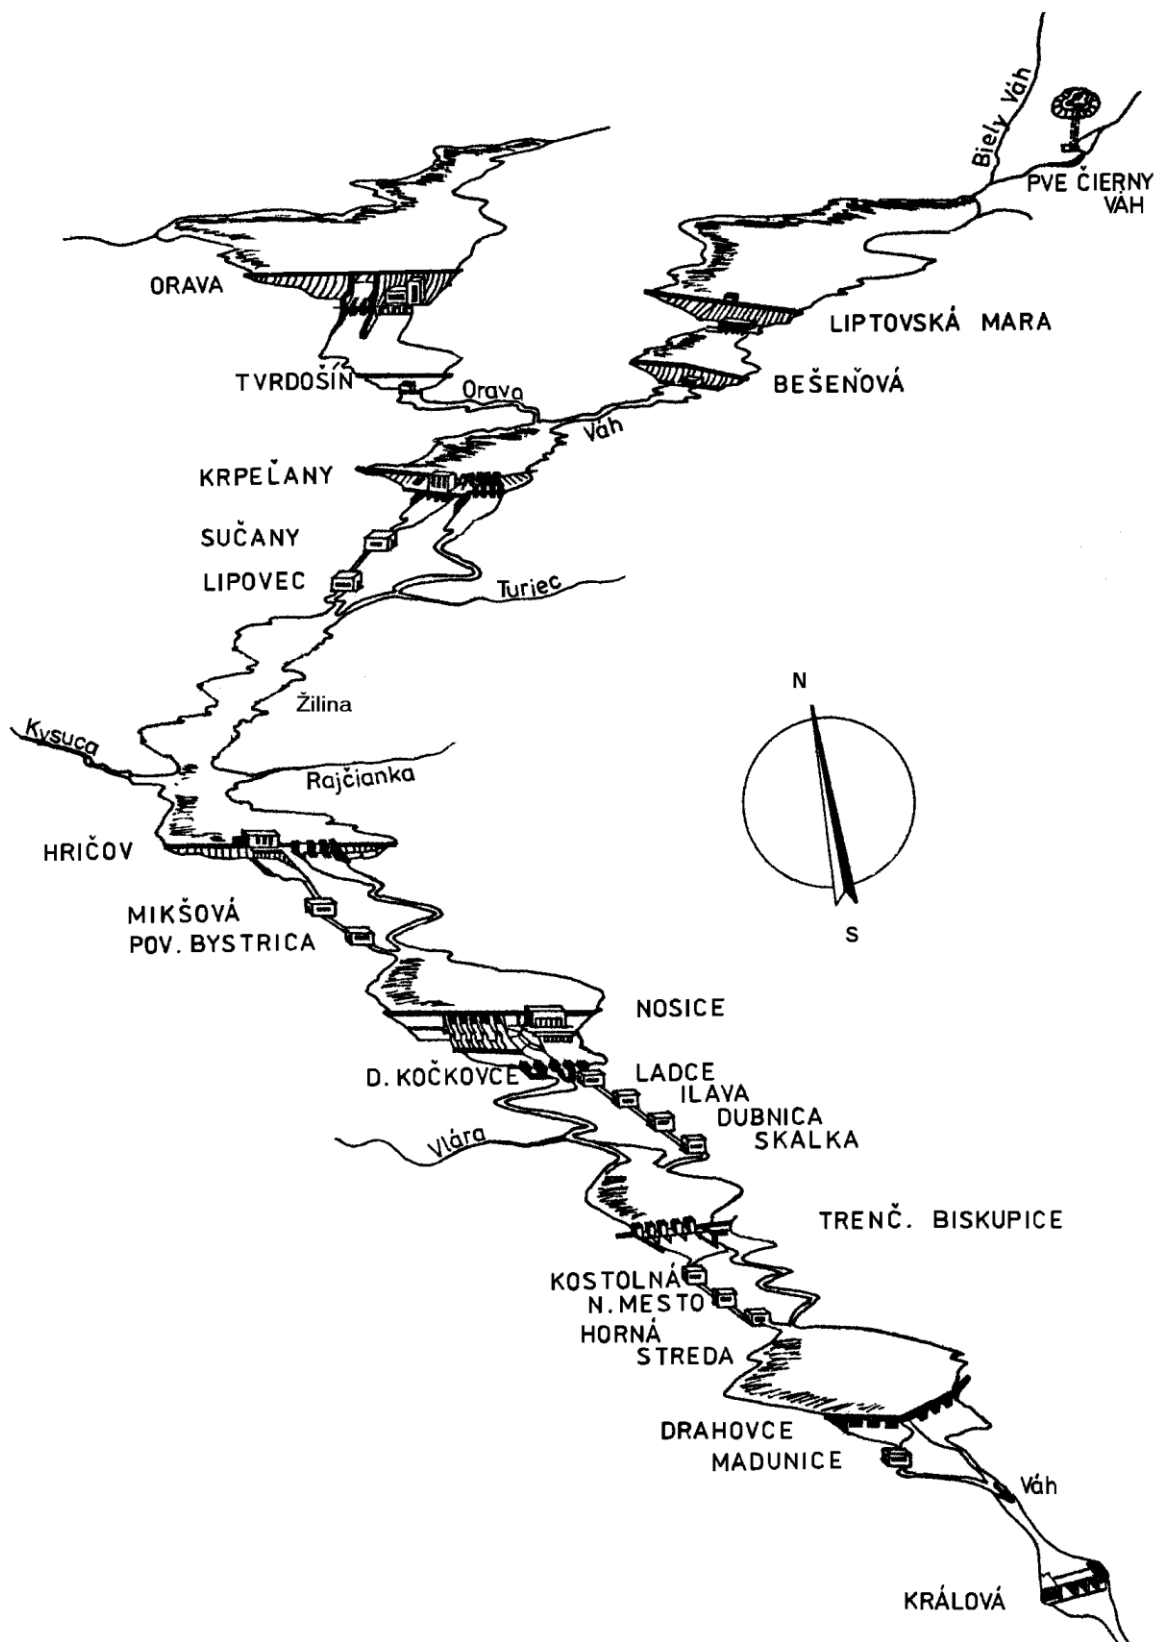 Biely Váh
PVE ČIERNY
VÁH
ORAVA
LIPTOVSKÁ MARA
TVRDOŠÍN
BEŠEŇOVÁ
Orava
Váh
KRPEĽANY
SUČANY
LIPOVEC
Turiec
Žilina
N
Kysuca
Rajčianka
HRIČOV
S
MIKŠOVÁ
POV. BYSTRICA
NOSICE
D. KOČKOVCE
LADCE
ILAVA
DUBNICA
SKALKA
Vlára
TRENČ. BISKUPICE
KOSTOLNÁ
N. MESTO
HORNÁ
STREDA
DRAHOVCE
MADUNICE
Váh
KRÁLOVÁ